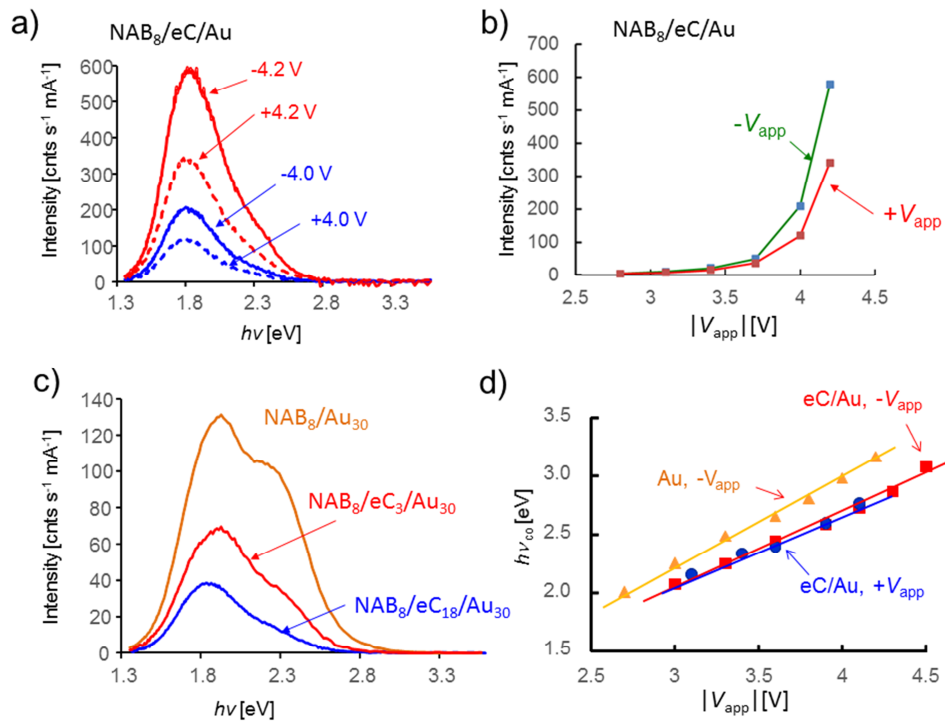 a)
NAB₈/eC/Au
Intensity [cnts s⁻¹ mA⁻¹]
600
500
400
300
200
100
0
-4.2 V
+4.2 V
-4.0 V
+4.0 V
1.3 1.8 2.3 2.8 3.3
hν [eV]
b)
NAB₈/eC/Au
Intensity [cnts s⁻¹ mA⁻¹]
700
600
500
400
300
200
100
0
-Vapp
+Vapp
2.5 3 3.5 4 4.5
|Vapp| [V]
c)
Intensity [cnts s⁻¹ mA⁻¹]
140
120
100
80
60
40
20
0
NAB₈/Au₃₀
NAB₈/eC₃/Au₃₀
NAB₈/eC₁₈/Au₃₀
1.3 1.8 2.3 2.8 3.3
hν [eV]
d)
hνco [eV]
3.5
3.0
2.5
2.0
1.5
eC/Au, -Vapp
Au, -Vapp
eC/Au, +Vapp
2.5 3.0 3.5 4.0 4.5
|Vapp| [V]